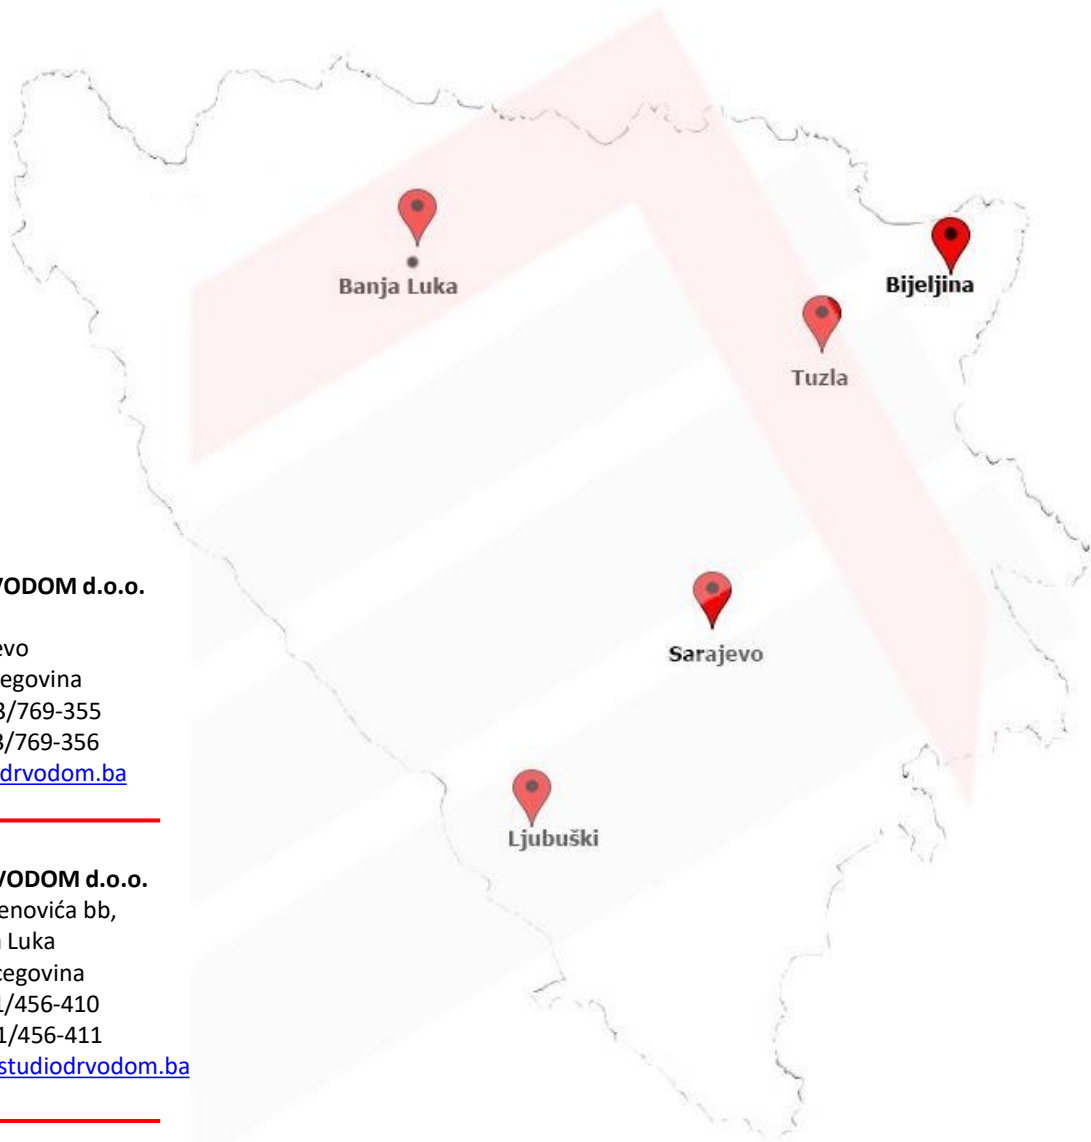 Banja Luka
Bijeljina
Tuzla
Sarajevo
Ljubuški
VODOM d.o.o.
evo
egovina
3/769-355
3/769-356
drvodom.ba
VODOM d.o.o.
enovića bb,
Luka
cegovina
1/456-410
1/456-411
studiodrvodom.ba